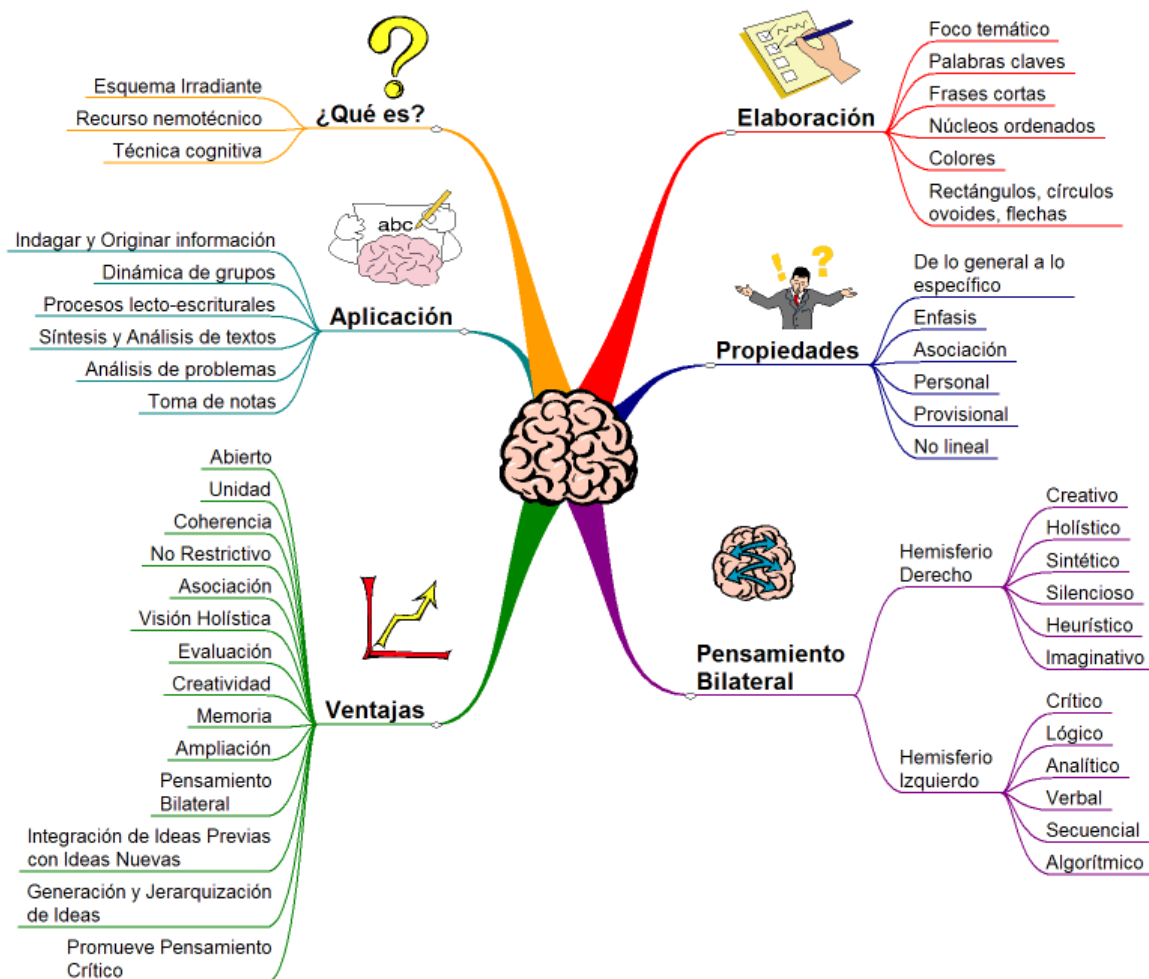 ¿Qué es?
Esquema Irradiante
Recurso nemotécnico
Técnica cognitiva
abc
Aplicación
Indagar y Originar información
Dinámica de grupos
Procesos lecto-escriturales
Síntesis y Análisis de textos
Análisis de problemas
Toma de notas
Ventajas
Abierto
Unidad
Coherencia
No Restrictivo
Asociación
Visión Holística
Evaluación
Creatividad
Memoria
Ampliación
Pensamiento
Bilateral
Integración de Ideas Previas
con Ideas Nuevas
Generación y Jerarquización
de Ideas
Promueve Pensamiento
Crítico
Elaboración
Foco temático
Palabras claves
Frases cortas
Núcleos ordenados
Colores
Rectángulos, círculos
ovoides, flechas
! ?
Propiedades
De lo general a lo
específico
Enfasis
Asociación
Personal
Provisional
No lineal
Pensamiento
Bilateral
Hemisferio
Derecho
Creativo
Holístico
Sintético
Silencioso
Heurístico
Imaginativo
Hemisferio
Izquierdo
Crítico
Lógico
Analítico
Verbal
Secuencial
Algorítmico